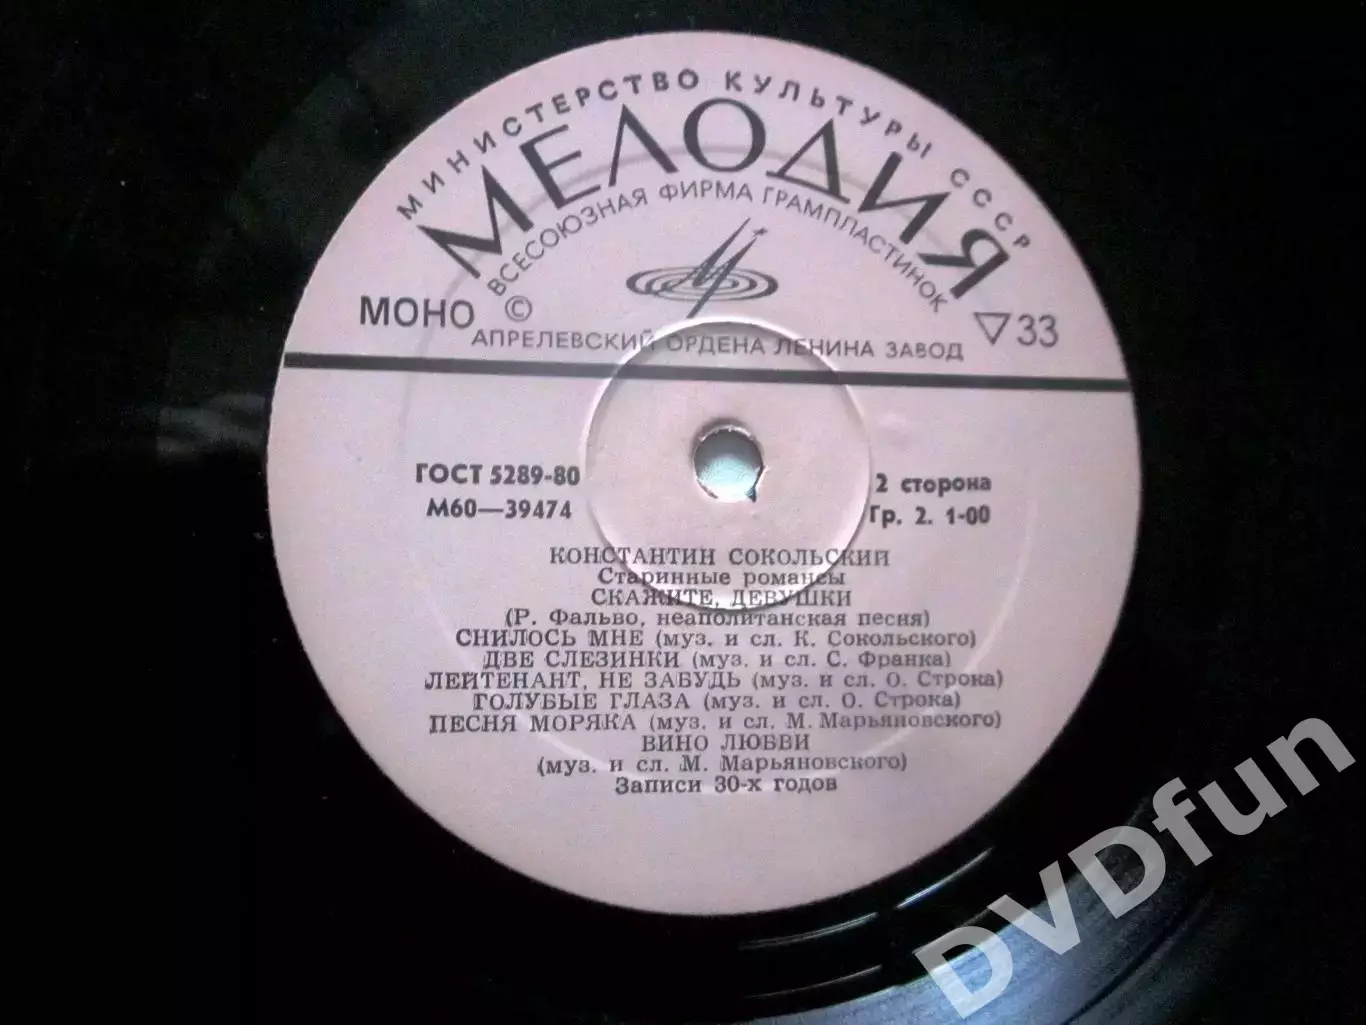 МИНИСТЕРСТВО КУЛЬТУРЫ СССР
МЕЛОДИЯ
ВСЕСОЮЗНАЯ ФИРМА ГРАМПЛАСТИНОК
МОНО ©
▽33
АПРЕЛЕВСКИЙ ОРДЕНА ЛЕНИНА ЗАВОД
ГОСТ 5289-80
М60—39474
2 сторона
Гр. 2. 1-00
КОНСТАНТИН СОКОЛЬСКИЙ
Старинные романсы
СКАЖИТЕ, ДЕВУШКИ
(Р. Фальво, неаполитанская песня)
СНИЛОСЬ МНЕ (муз. и сл. К. Сокольского)
ДВЕ СЛЕЗИНКИ (муз. и сл. С. Франка)
ЛЕЙТЕНАНТ, НЕ ЗАБУДЬ (муз. и сл. О. Строка)
ГОЛУБЫЕ ГЛАЗА (муз. и сл. О. Строка)
ПЕСНЯ МОРЯКА (муз. и сл. М. Марьяновского)
ВИНО ЛЮБВИ
(муз. и сл. М. Марьяновского)
Записи 30-х годов
DVDfun